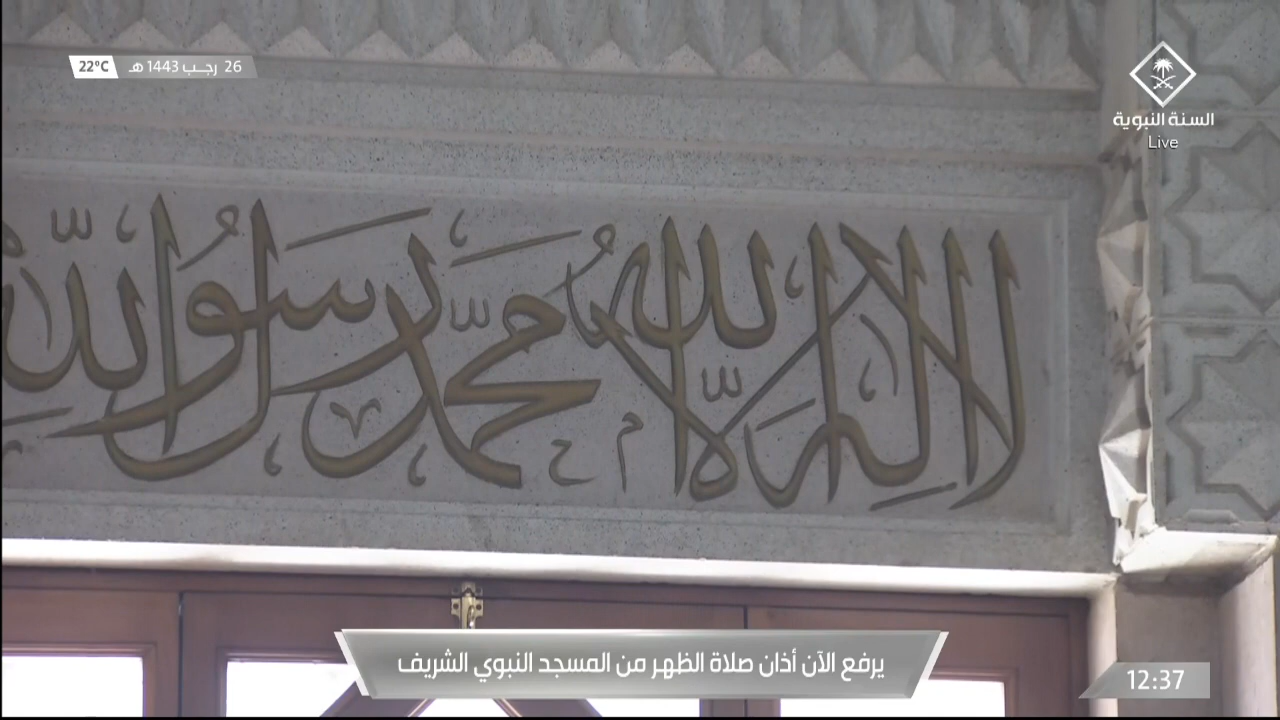 22°C
26 رجب 1443 هـ
السنة النبوية
Live
لا إله إلا الله محمد رسول الله
يرفع الآن أذان صلاة الظهر من المسجد النبوي الشريف
12:37